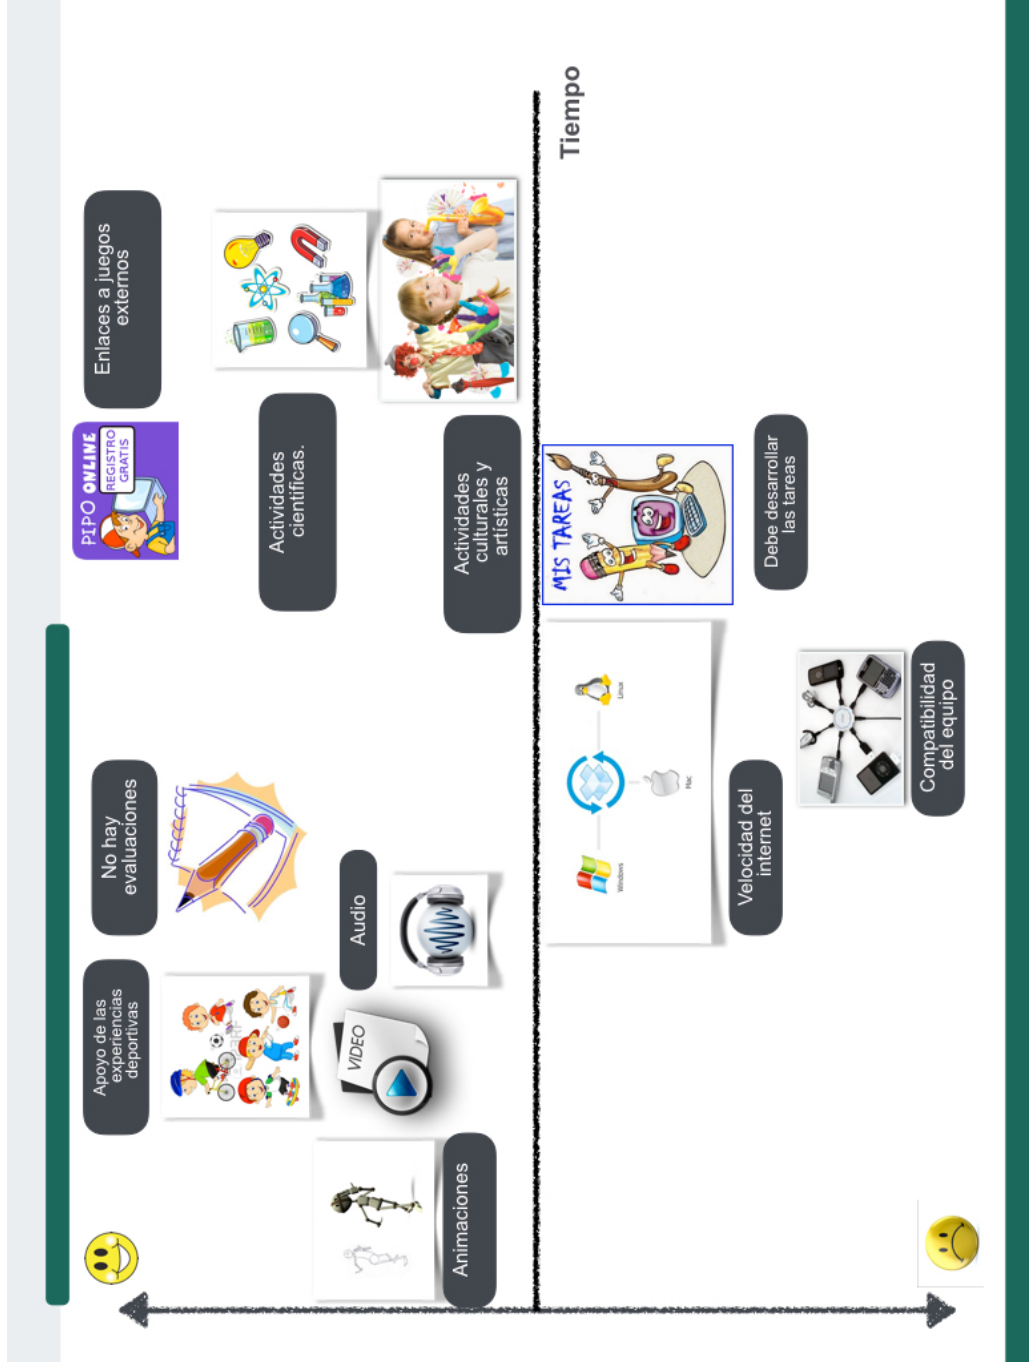 Apoyo de las
experiencias
deportivas
No hay
evaluaciones
PIPO ONLINE
REGISTRO
GRATIS
Enlaces a juegos
externos
Animaciones
VIDEO
Audio
Actividades
científicas.
Actividades
culturales y
artísticas
Tiempo
Windows
Mac
Linux
Velocidad del
internet
MIS TAREAS
Debe desarrollar
las tareas
Compatibilidad
del equipo